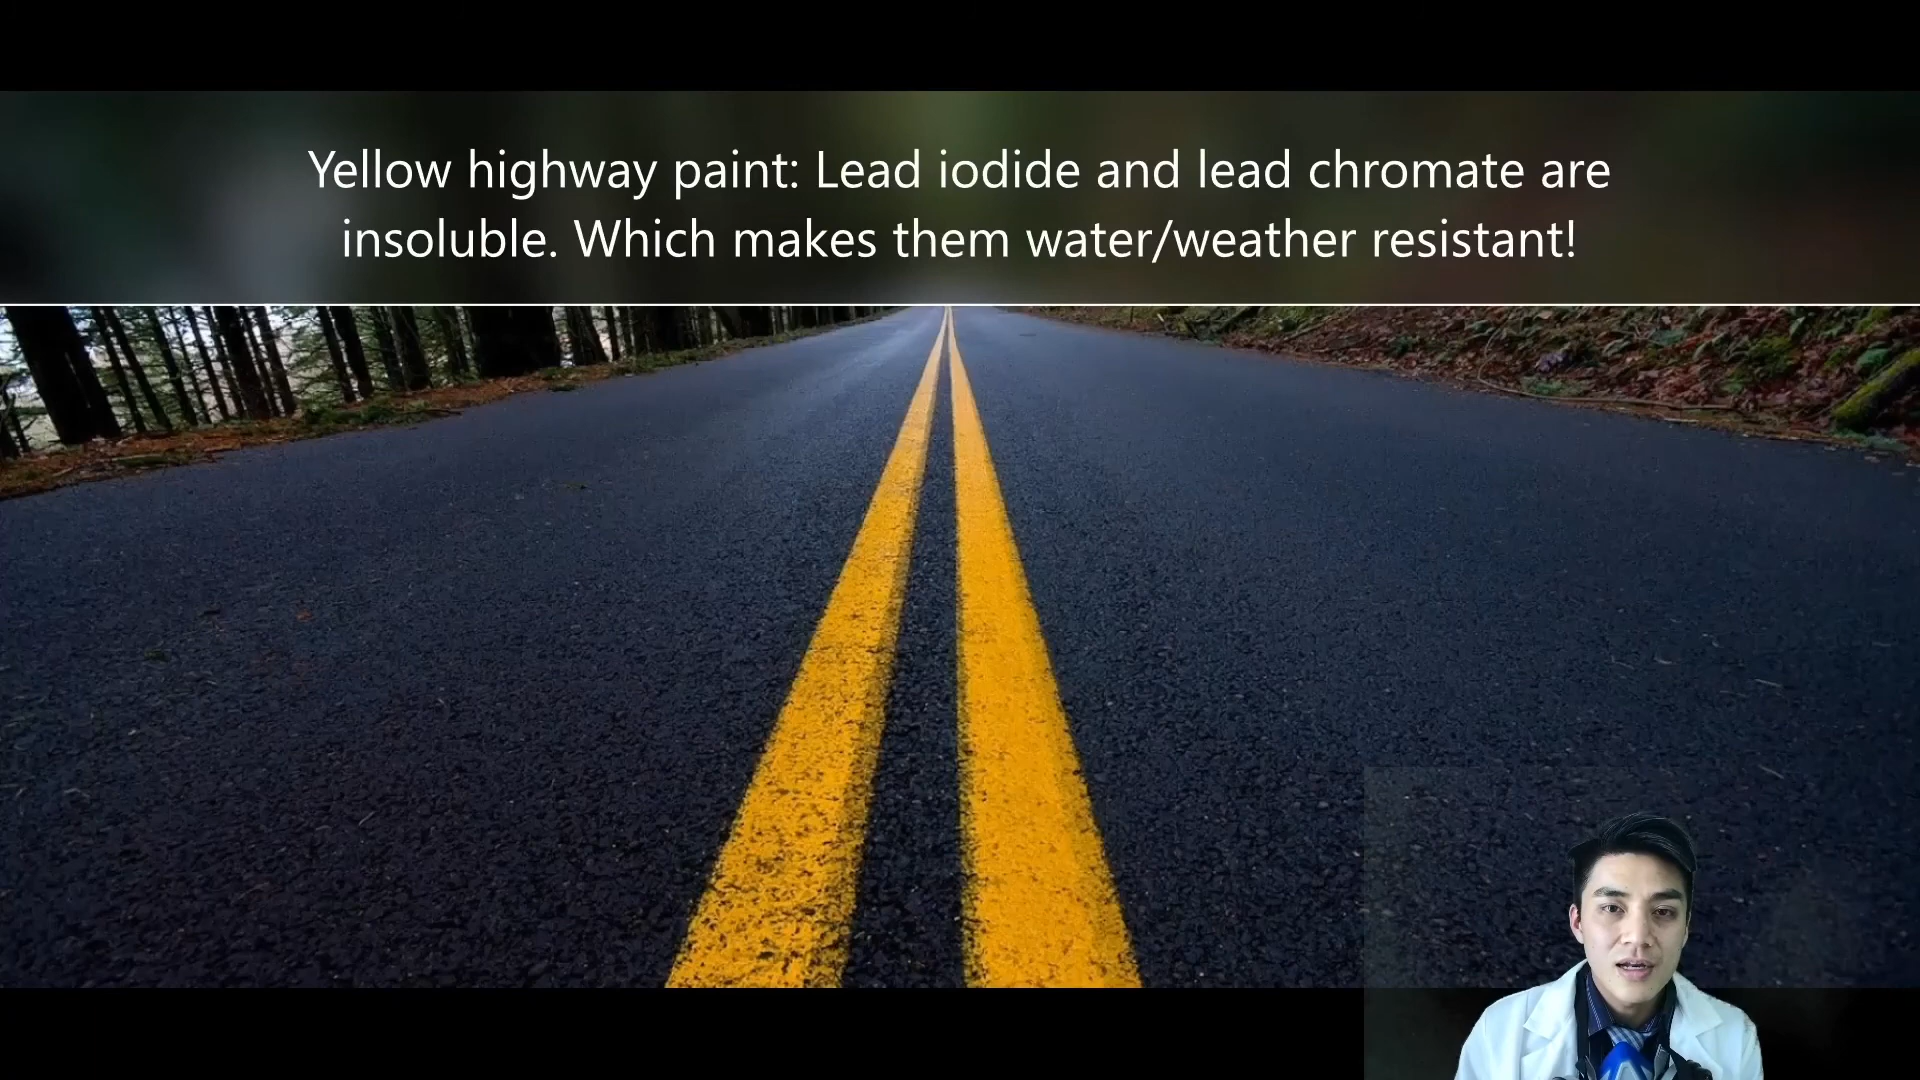 Yellow highway paint: Lead iodide and lead chromate are
insoluble. Which makes them water/weather resistant!